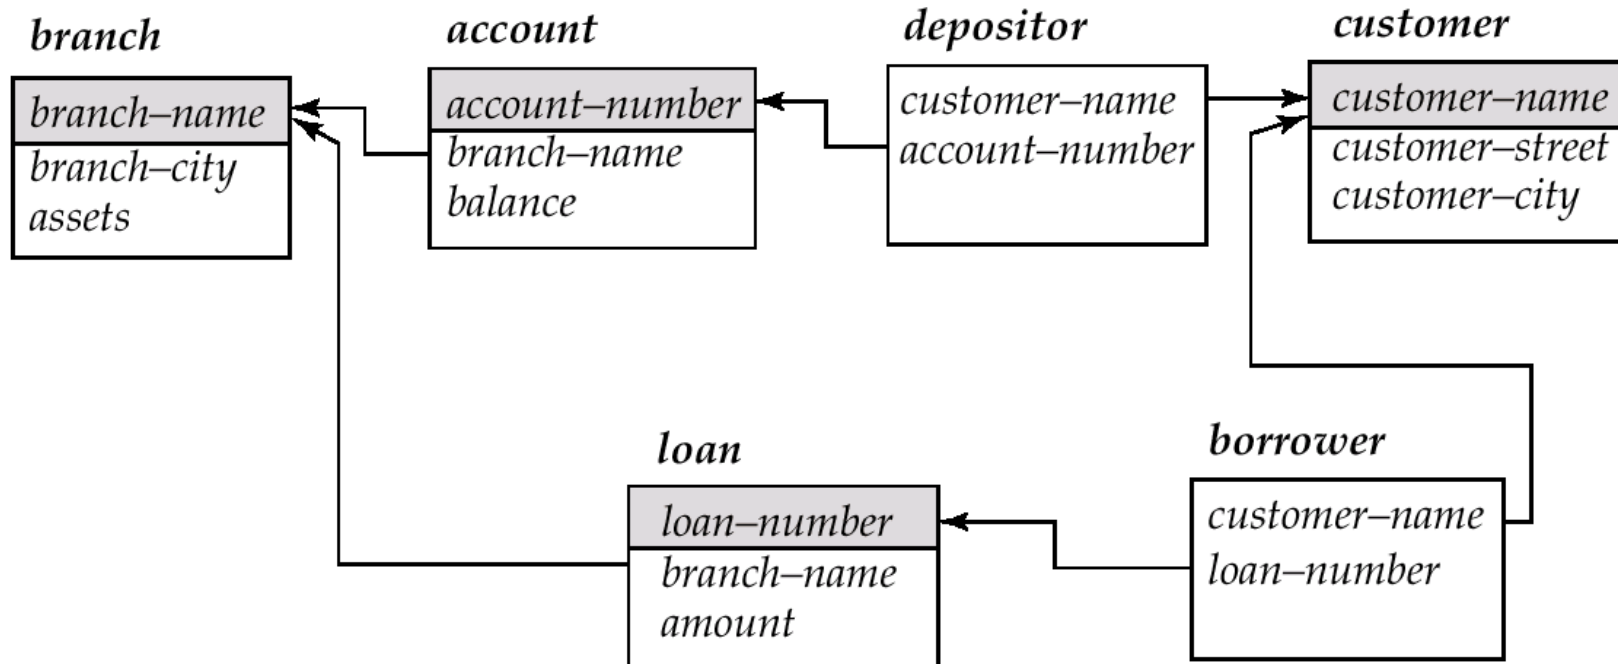 branch
branch–name
branch–city
assets
account
account–number
branch–name
balance
depositor
customer–name
account–number
customer
customer–name
customer–street
customer–city
loan
loan–number
branch–name
amount
borrower
customer–name
loan–number